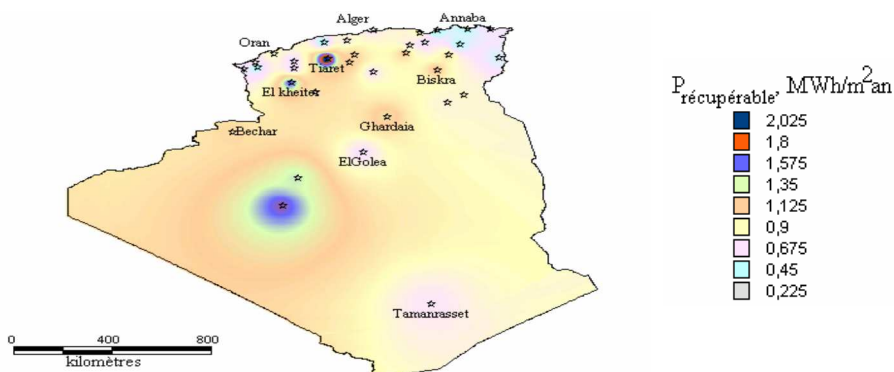 Alger
Annaba
Oran
Tiaret
El kheiter
Biskra
Bechar
Ghardaia
ElGolea
Tamanrasset
0 400 800
kilomètres
P récupérable, MWh/m²an
2,025
1,8
1,575
1,35
1,125
0,9
0,675
0,45
0,225